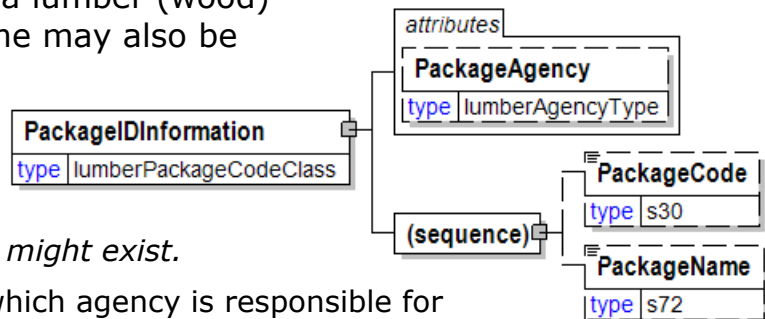 a lumber (wood)
ne may also be
attributes
PackageAgency
type lumberAgencyType
PackageIDInformation
type lumberPackageCodeClass
(sequence)
PackageCode
type s30
PackageName
type s72
might exist.
which agency is responsible for